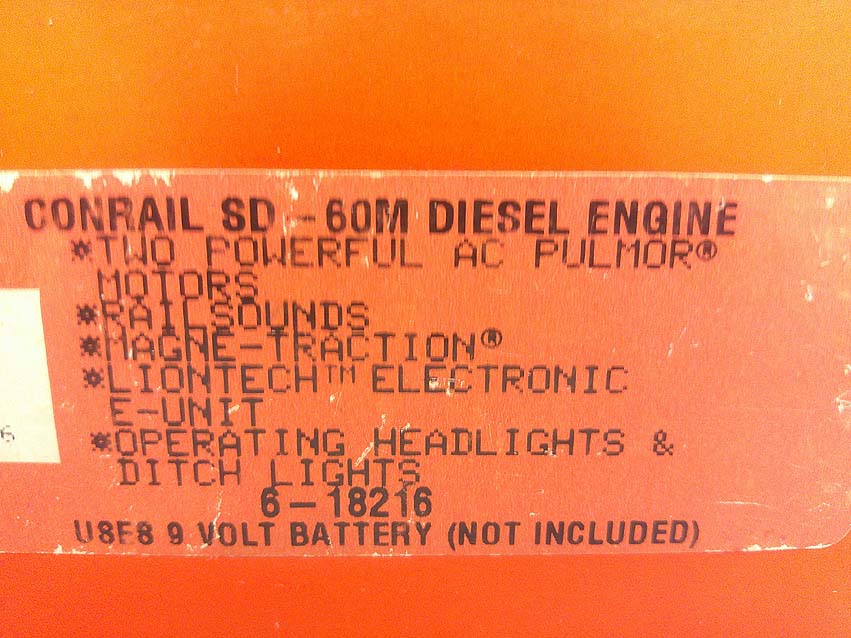 CONRAIL SD-60M DIESEL ENGINE
*TWO POWERFUL AC PULMOR®
MOTORS
*RAILSOUNDS
*MAGNE-TRACTION®
*LIONTECH™ ELECTRONIC
E-UNIT
6
*OPERATING HEADLIGHTS &
DITCH LIGHTS
6-18216
USES 9 VOLT BATTERY (NOT INCLUDED)